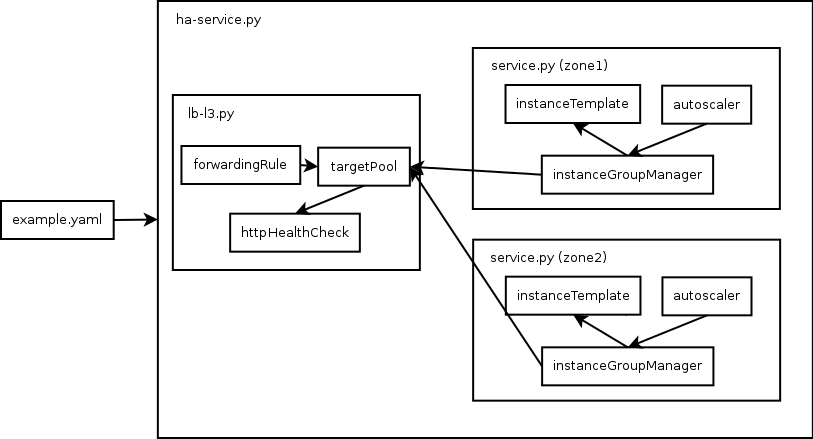 ha-service.py
example.yaml
lb-l3.py
forwardingRule
targetPool
httpHealthCheck
service.py (zone1)
instanceTemplate
autoscaler
instanceGroupManager
service.py (zone2)
instanceTemplate
autoscaler
instanceGroupManager